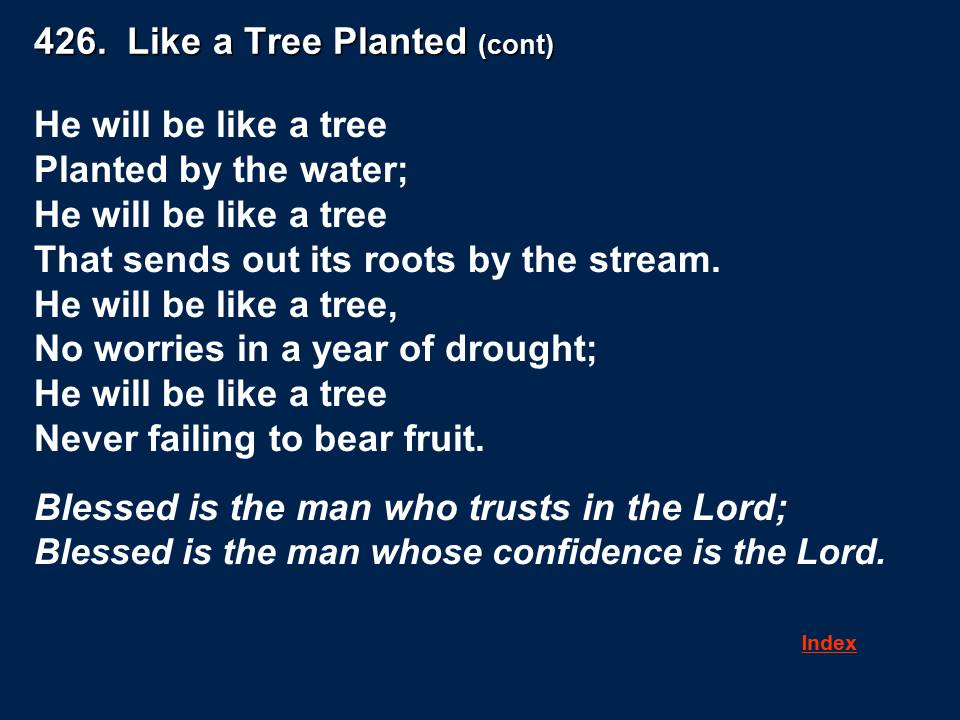 426.  Like a Tree Planted (cont)
He will be like a tree
Planted by the water;
He will be like a tree
That sends out its roots by the stream.
He will be like a tree,
No worries in a year of drought;
He will be like a tree
Never failing to bear fruit.
Blessed is the man who trusts in the Lord;
Blessed is the man whose confidence is the Lord.
Index